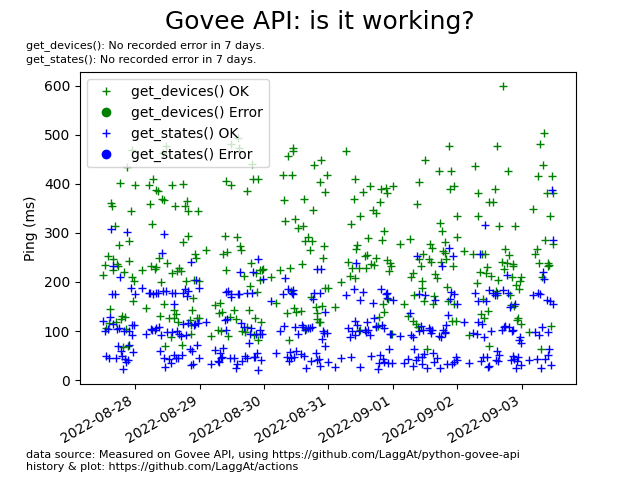 Govee API: is it working?
get_devices(): No recorded error in 7 days.
get_states(): No recorded error in 7 days.
get_devices() OK
get_devices() Error
get_states() OK
get_states() Error
Ping (ms)
600
500
400
300
200
100
0
2022-08-28
2022-08-29
2022-08-30
2022-08-31
2022-09-01
2022-09-02
2022-09-03
data source: Measured on Govee API, using https://github.com/LaggAt/python-govee-api
history & plot: https://github.com/LaggAt/actions